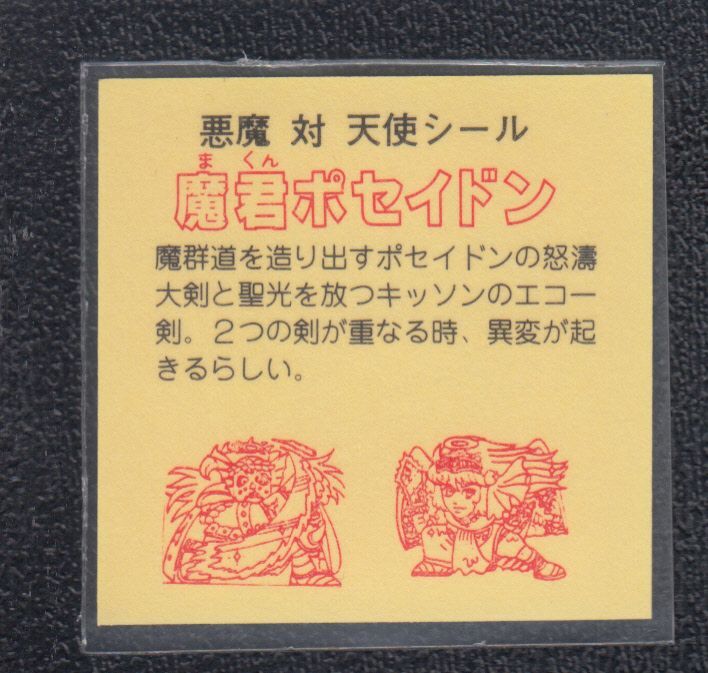 悪魔 対 天使シール
まくん
魔君ポセイドン
魔群道を造り出すポセイドンの怒濤
大剣と聖光を放つキッソンのエコー
剣。２つの剣が重なる時、異変が起
きるらしい。